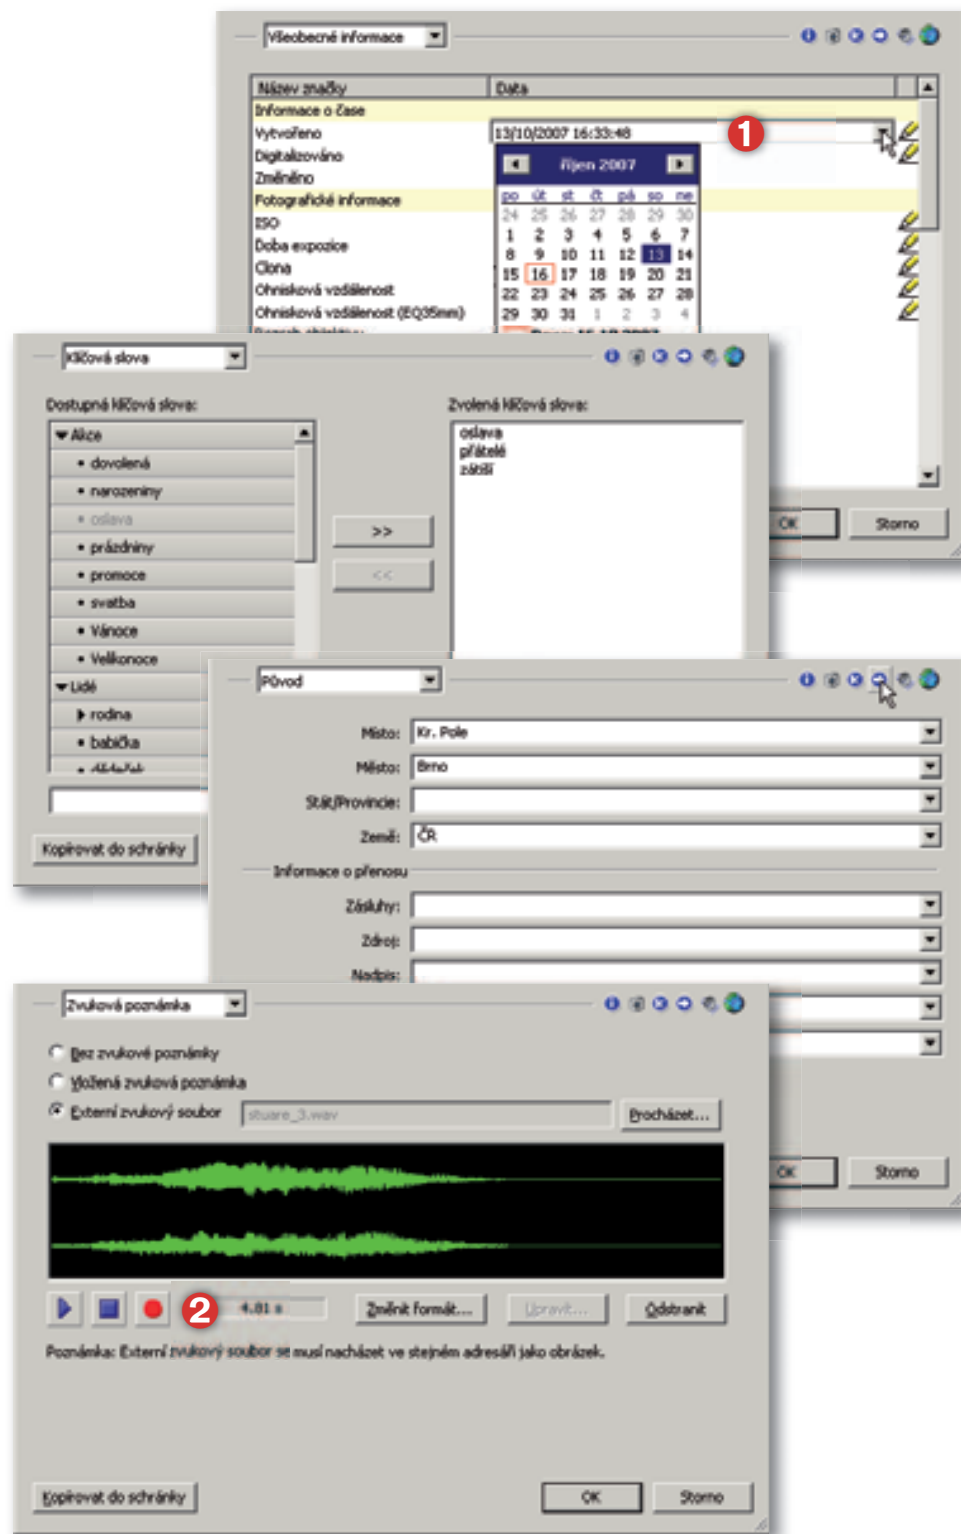 Všeobecné informace
Název značky Data
Informace o čase
Vytvořeno 13/10/2007 16:33:48
1
Digitalizováno
Změněno
Fotografické informace
ISO
Doba expozice
Clona
Ohnisková vzdálenost
Ohnisková vzdálenost (EQ35mm)
říjen 2007
po út st čt pá so ne
24 25 26 27 28 29 30
1 2 3 4 5 6 7
8 9 10 11 12 13 14
15 16 17 18 19 20 21
22 23 24 25 26 27 28
29 30 31 1 2 3 4
OK Storno
Klíčová slova
Dostupná klíčová slova: Zvolená klíčová slova:
Akce
dovolená
narozeniny
oslava
prázdniny
promoce
svatba
Vánoce
Velikonoce
Lidé
rodina
babička
oslava
přátelé
zátiší
>>
<<
Kopírovat do schránky
Původ
Místo: Kr. Pole
Město: Brno
Stát/Provincie:
Země: ČR
Informace o přenosu
Zásluhy:
Zdroj:
Nadpis:
OK Storno
Zvuková poznámka
Bez zvukové poznámky
Vložená zvuková poznámka
Externí zvukový soubor stuare_3.wav Procházet...
2 4.81 s Změnit formát... Upravit... Odstranit
Poznámka: Externí zvukový soubor se musí nacházet ve stejném adresáři jako obrázek.
Kopírovat do schránky OK Storno